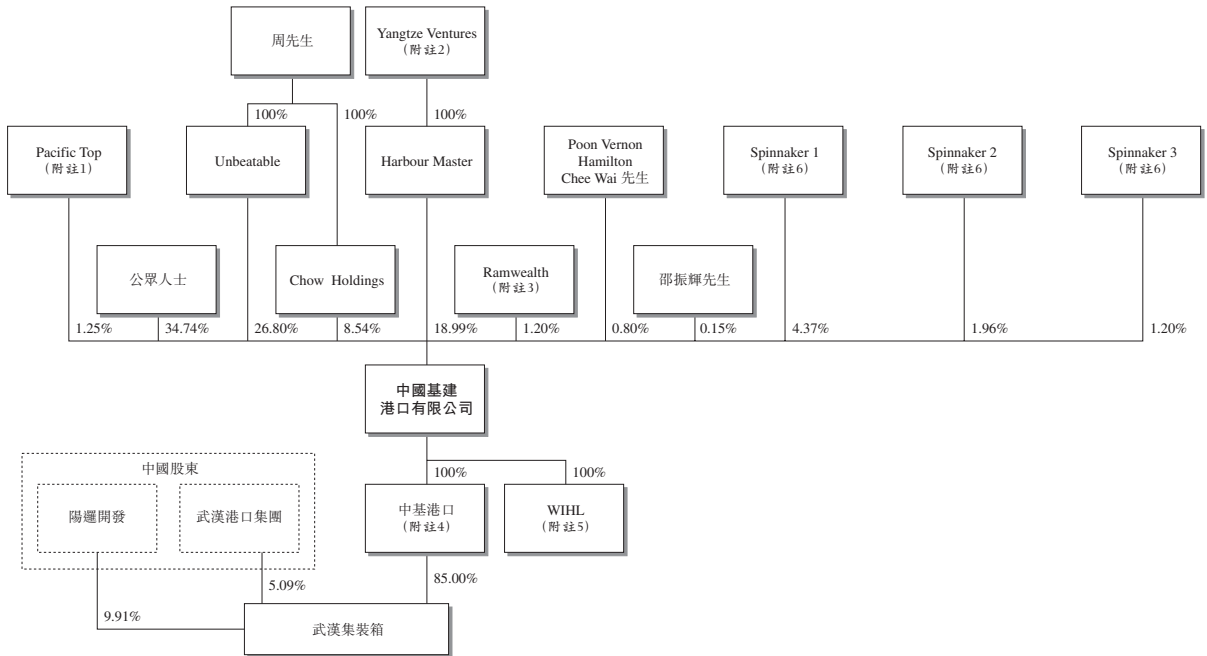 周先生
Yangtze Ventures
(附註2)
100%
100%
100%
Pacific Top
(附註1)
Unbeatable
Harbour Master
Poon Vernon
Hamilton
Chee Wai 先生
Spinnaker 1
(附註6)
Spinnaker 2
(附註6)
Spinnaker 3
(附註6)
公眾人士
Chow Holdings
Ramwealth
(附註3)
邵振輝先生
1.25%
34.74%
26.80%
8.54%
18.99%
1.20%
0.80%
0.15%
4.37%
1.96%
1.20%
中國基建
港口有限公司
中國股東
100%
100%
陽邏開發
武漢港口集團
中基港口
(附註4)
WIHL
(附註5)
5.09%
85.00%
9.91%
武漢集裝箱